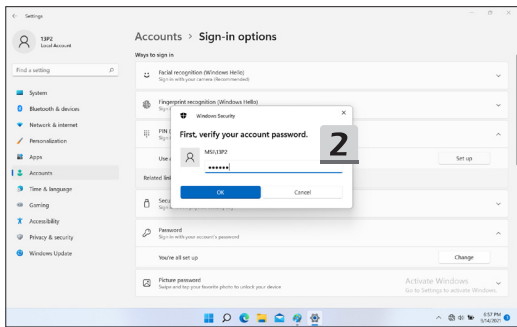 Settings
13P2
Local Account
Find a setting
System
Bluetooth & devices
Network & internet
Personalization
Apps
Accounts
Time & language
Gaming
Accessibility
Privacy & security
Windows Update
Accounts > Sign-in options
Ways to sign in
Facial recognition (Windows Hello)
Sign in with your camera (Recommended)
Fingerprint recognition (Windows Hello)
Windows Security
First, verify your account password.
MSI\13P2
••••••
OK
Cancel
2
PIN
Set up
Password
Sign in with your account's password
You're all set up
Change
Picture password
Swipe and tap your favorite photo to unlock your device
Activate Windows
Go to Settings to activate Windows.
6:57 PM